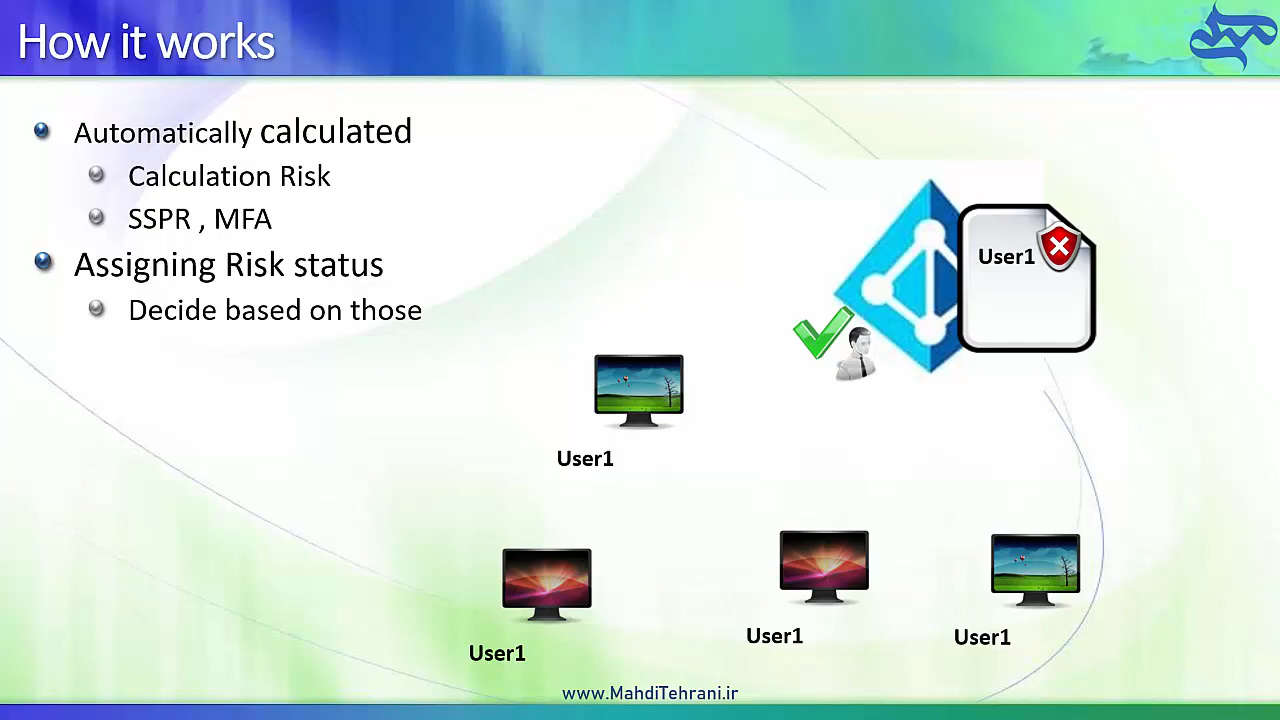 How it works
Automatically calculated
Calculation Risk
SSPR , MFA
Assigning Risk status
Decide based on those
User1
User1
User1
User1
User1
www.MahdiTehrani.ir